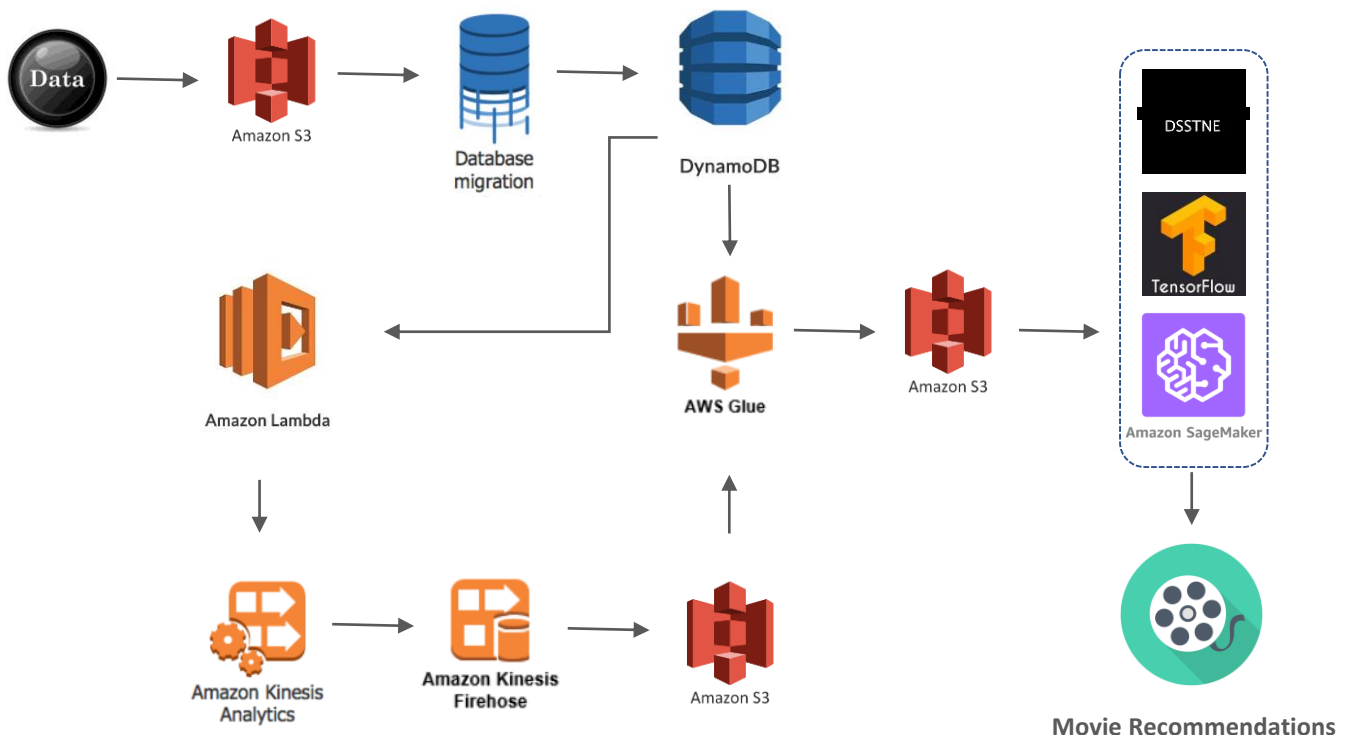 Data
Amazon S3
Database
migration
DynamoDB
DSSTNE
TensorFlow
Amazon SageMaker
Amazon Lambda
AWS Glue
Amazon S3
Amazon Kinesis
Analytics
Amazon Kinesis
Firehose
Amazon S3
Movie Recommendations